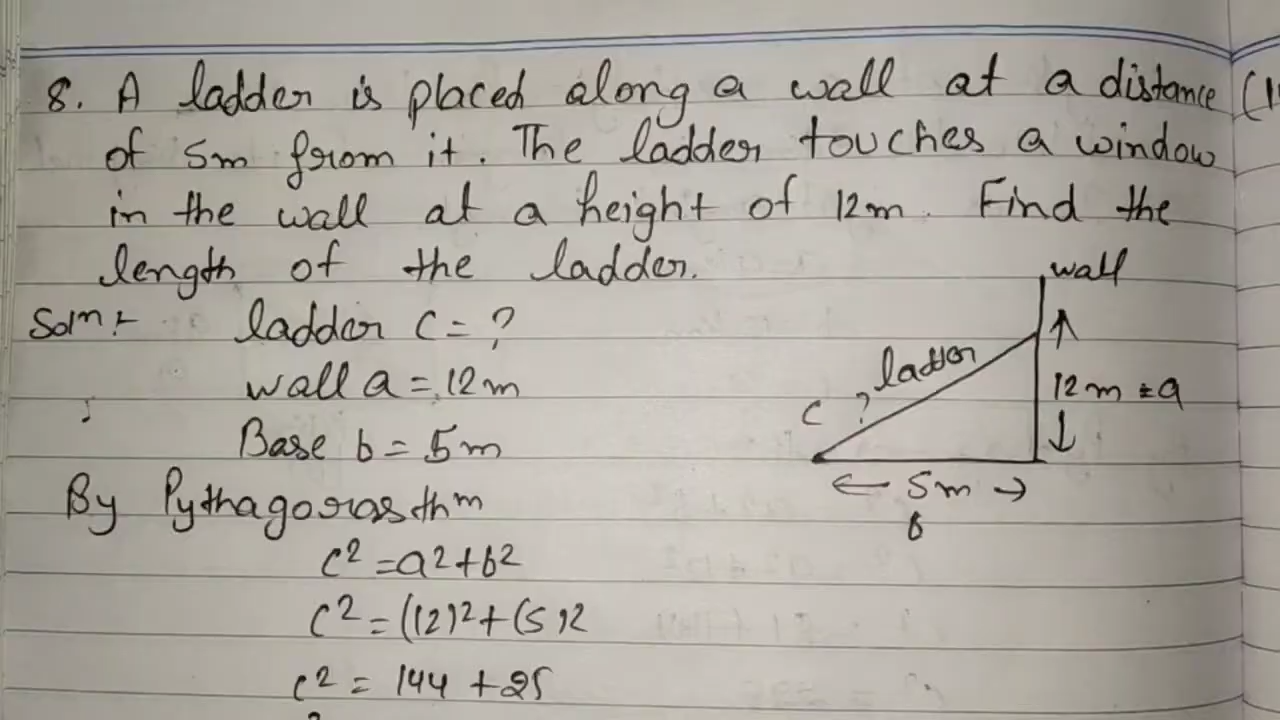 8. A ladder is placed along a wall at a distance
of 5m from it. The ladder touches a window
in the wall at a height of 12m. Find the
length of the ladder.
Soln:- ladder c = ?
wall a = 12m
Base b = 5m
By Pythagoras thm
c2 = a2+b2
c2 = (12)2+(5)2
c2 = 144 +25
wall
ladder
c ?
12m = a
← 5m →
b